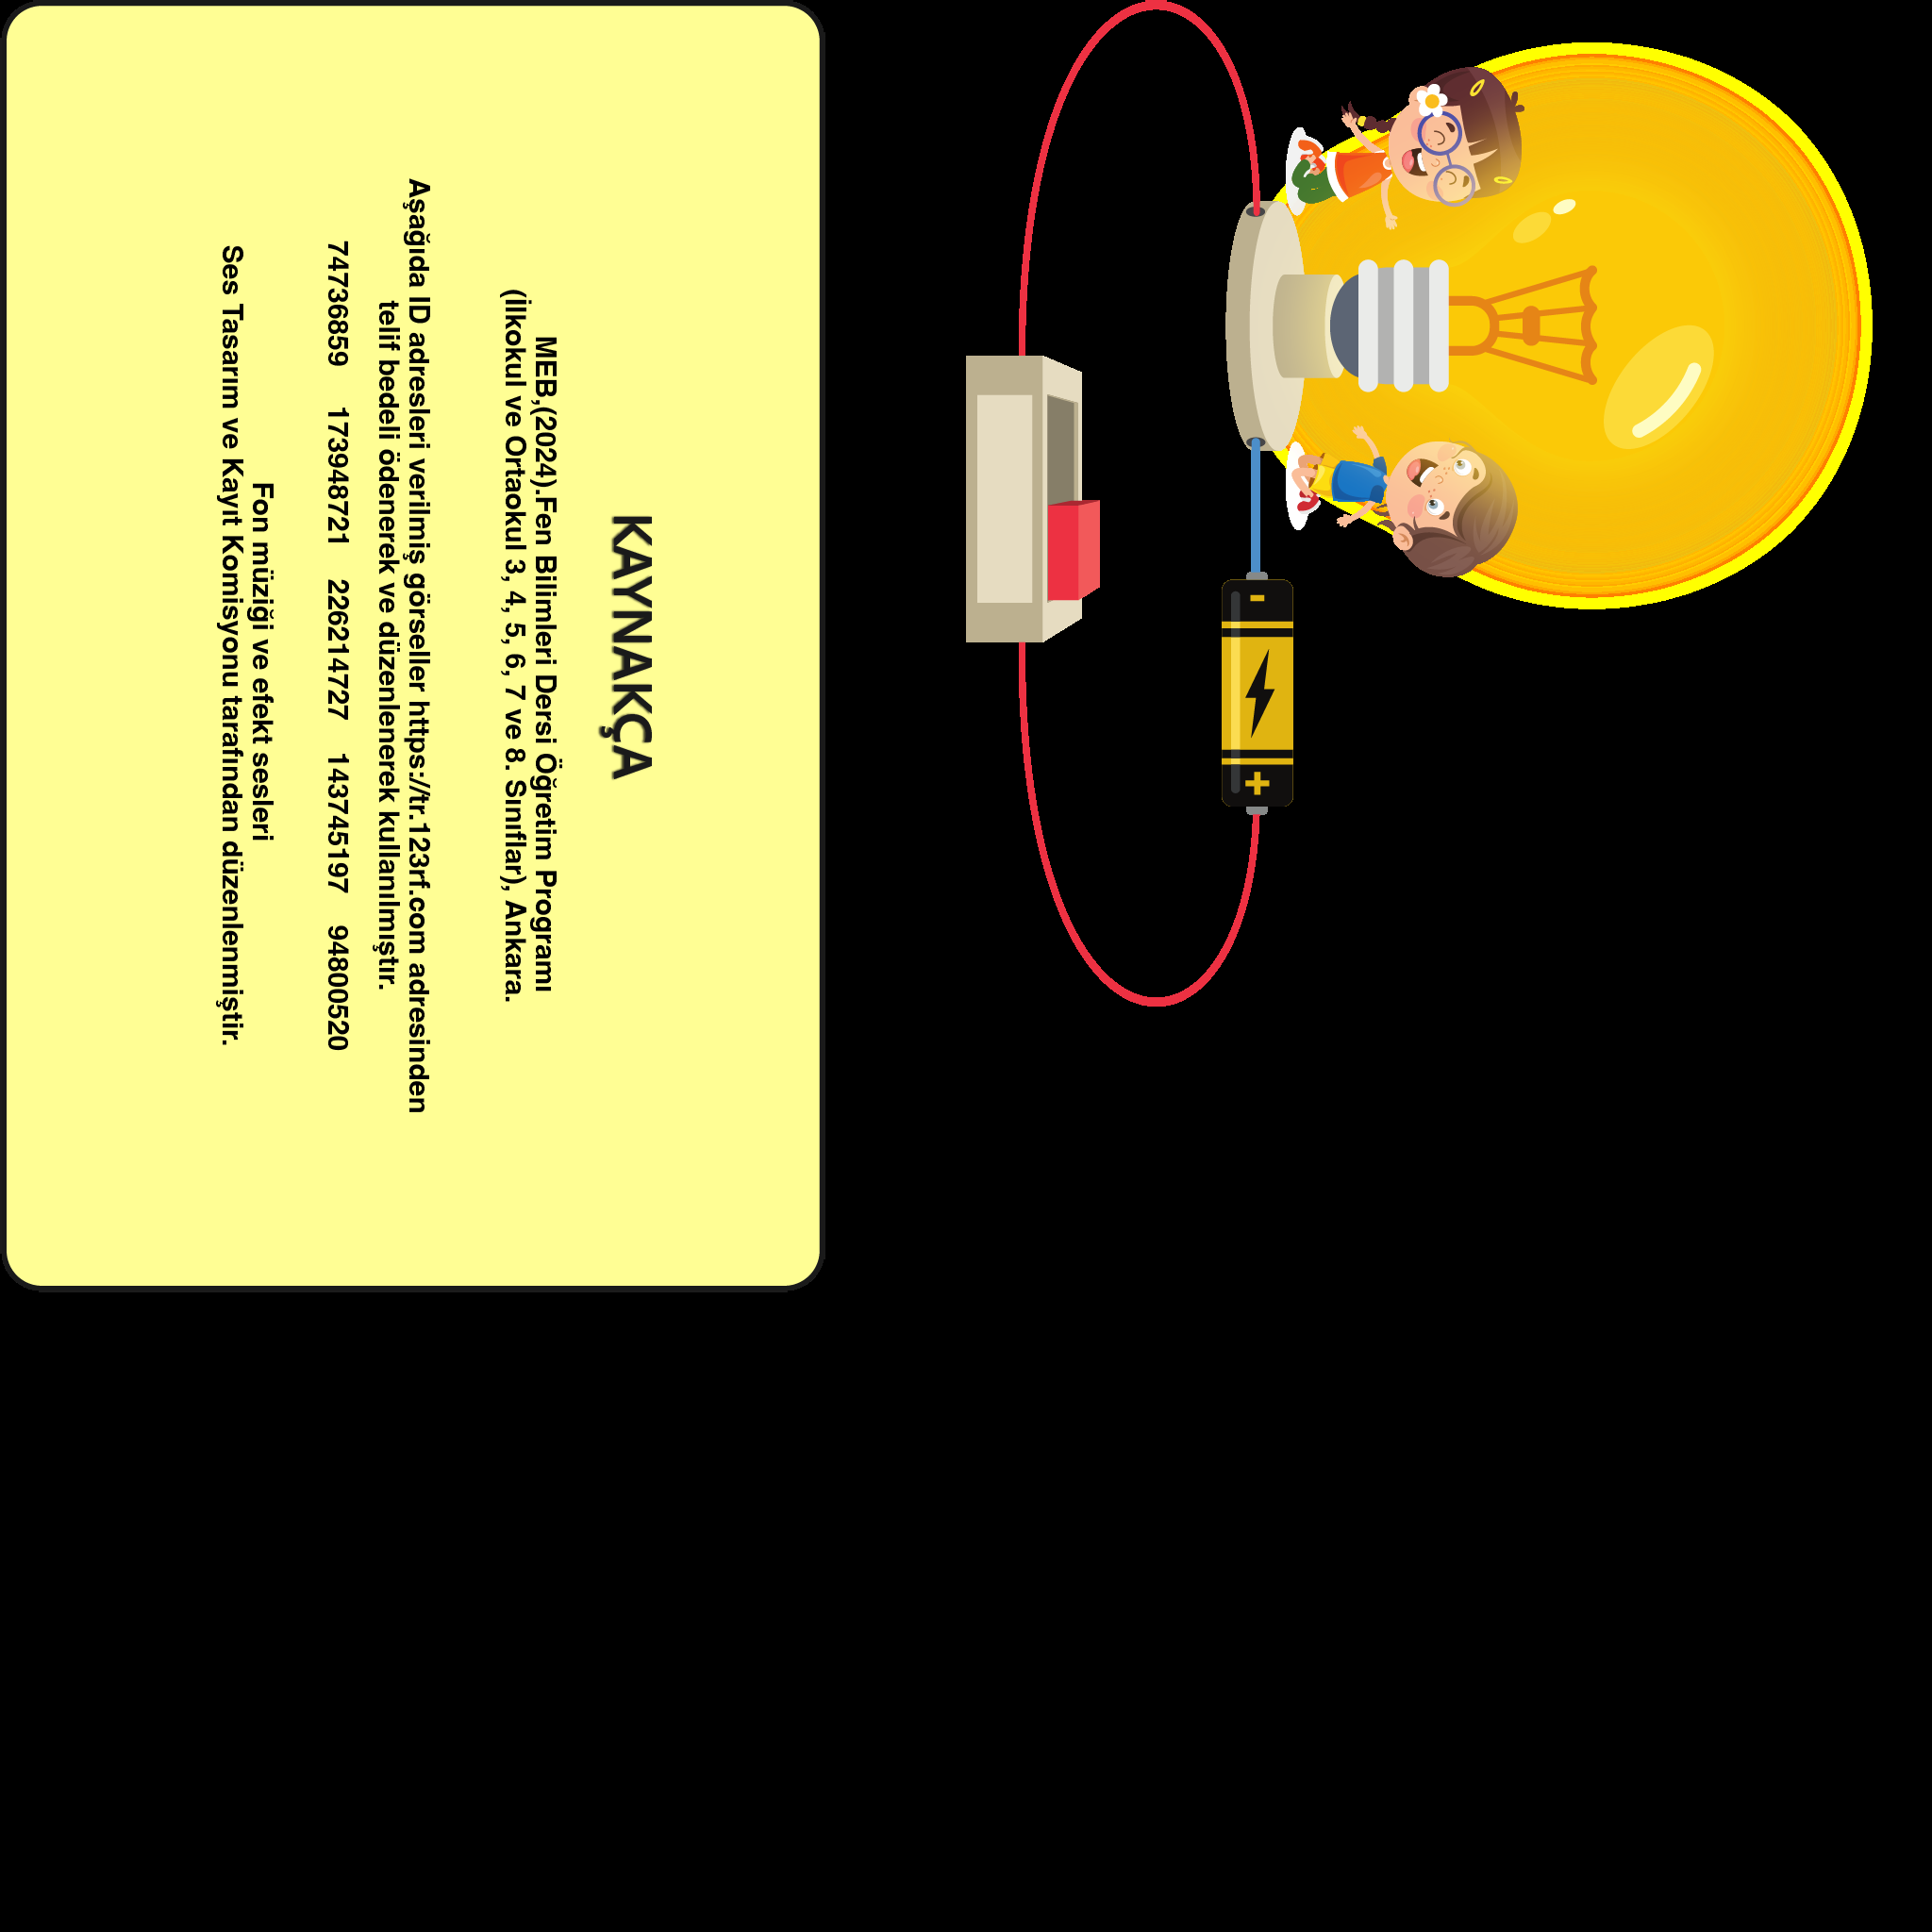 KAYNAKÇA
MEB,(2024).Fen Bilimleri Dersi Öğretim Programı
(İlkokul ve Ortaokul 3, 4, 5, 6, 7 ve 8. Sınıflar), Ankara.
Aşağıda ID adresleri verilmiş görseller https://tr.123rf.com adresinden
telif bedeli ödenerek ve düzenlenerek kullanılmıştır.
74736859 173948721 226214727 143745197 94800520
Fon müziği ve efekt sesleri
Ses Tasarım ve Kayıt Komisyonu tarafından düzenlenmiştir.
- +